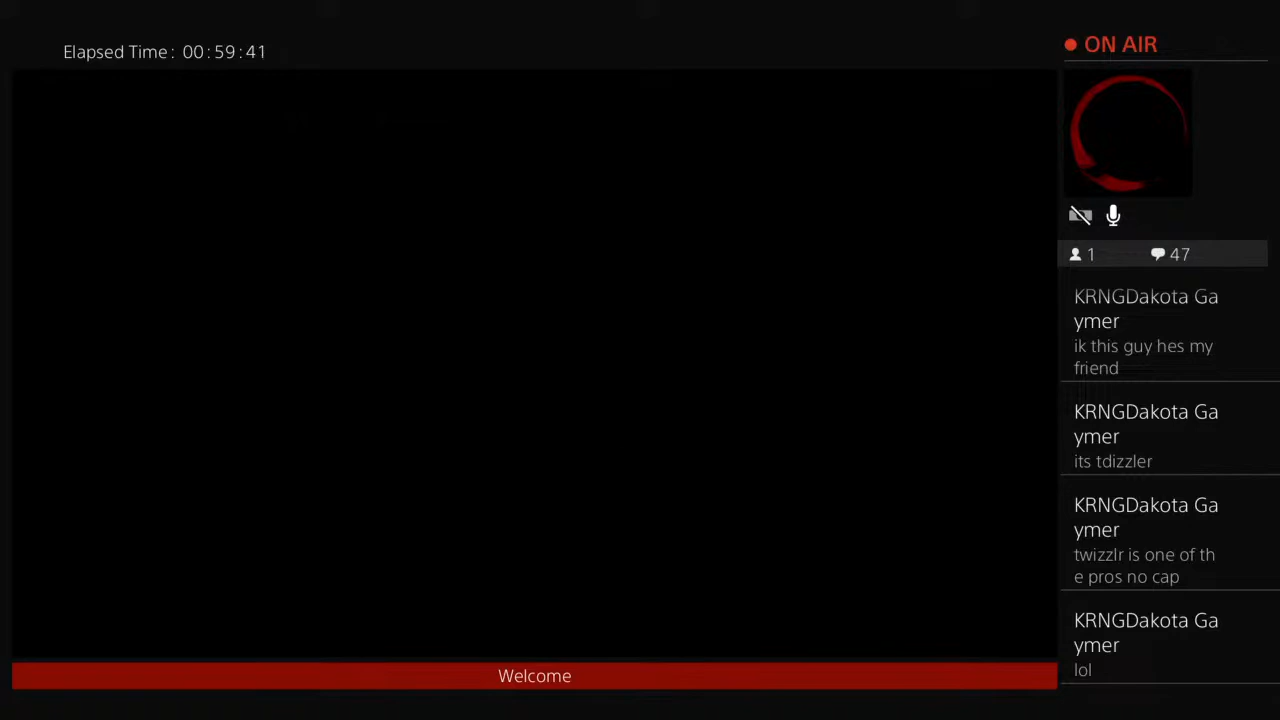 Elapsed Time: 00:59:41
ON AIR
1 47
KRNGDakota Ga
ymer
ik this guy hes my
friend
KRNGDakota Ga
ymer
its tdizzler
KRNGDakota Ga
ymer
twizzlr is one of th
e pros no cap
KRNGDakota Ga
ymer
lol
Welcome